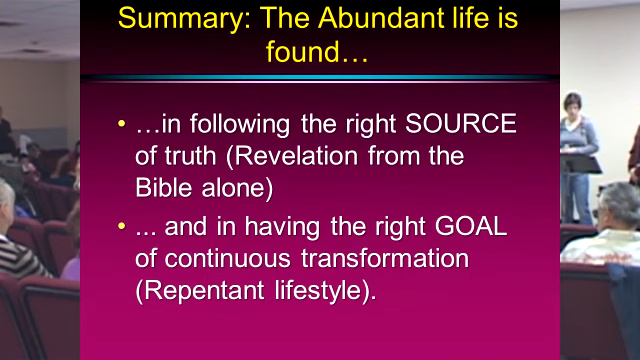 Summary: The Abundant life is
found…
• …in following the right SOURCE
of truth (Revelation from the
Bible alone)
• ... and in having the right GOAL
of continuous transformation
(Repentant lifestyle).